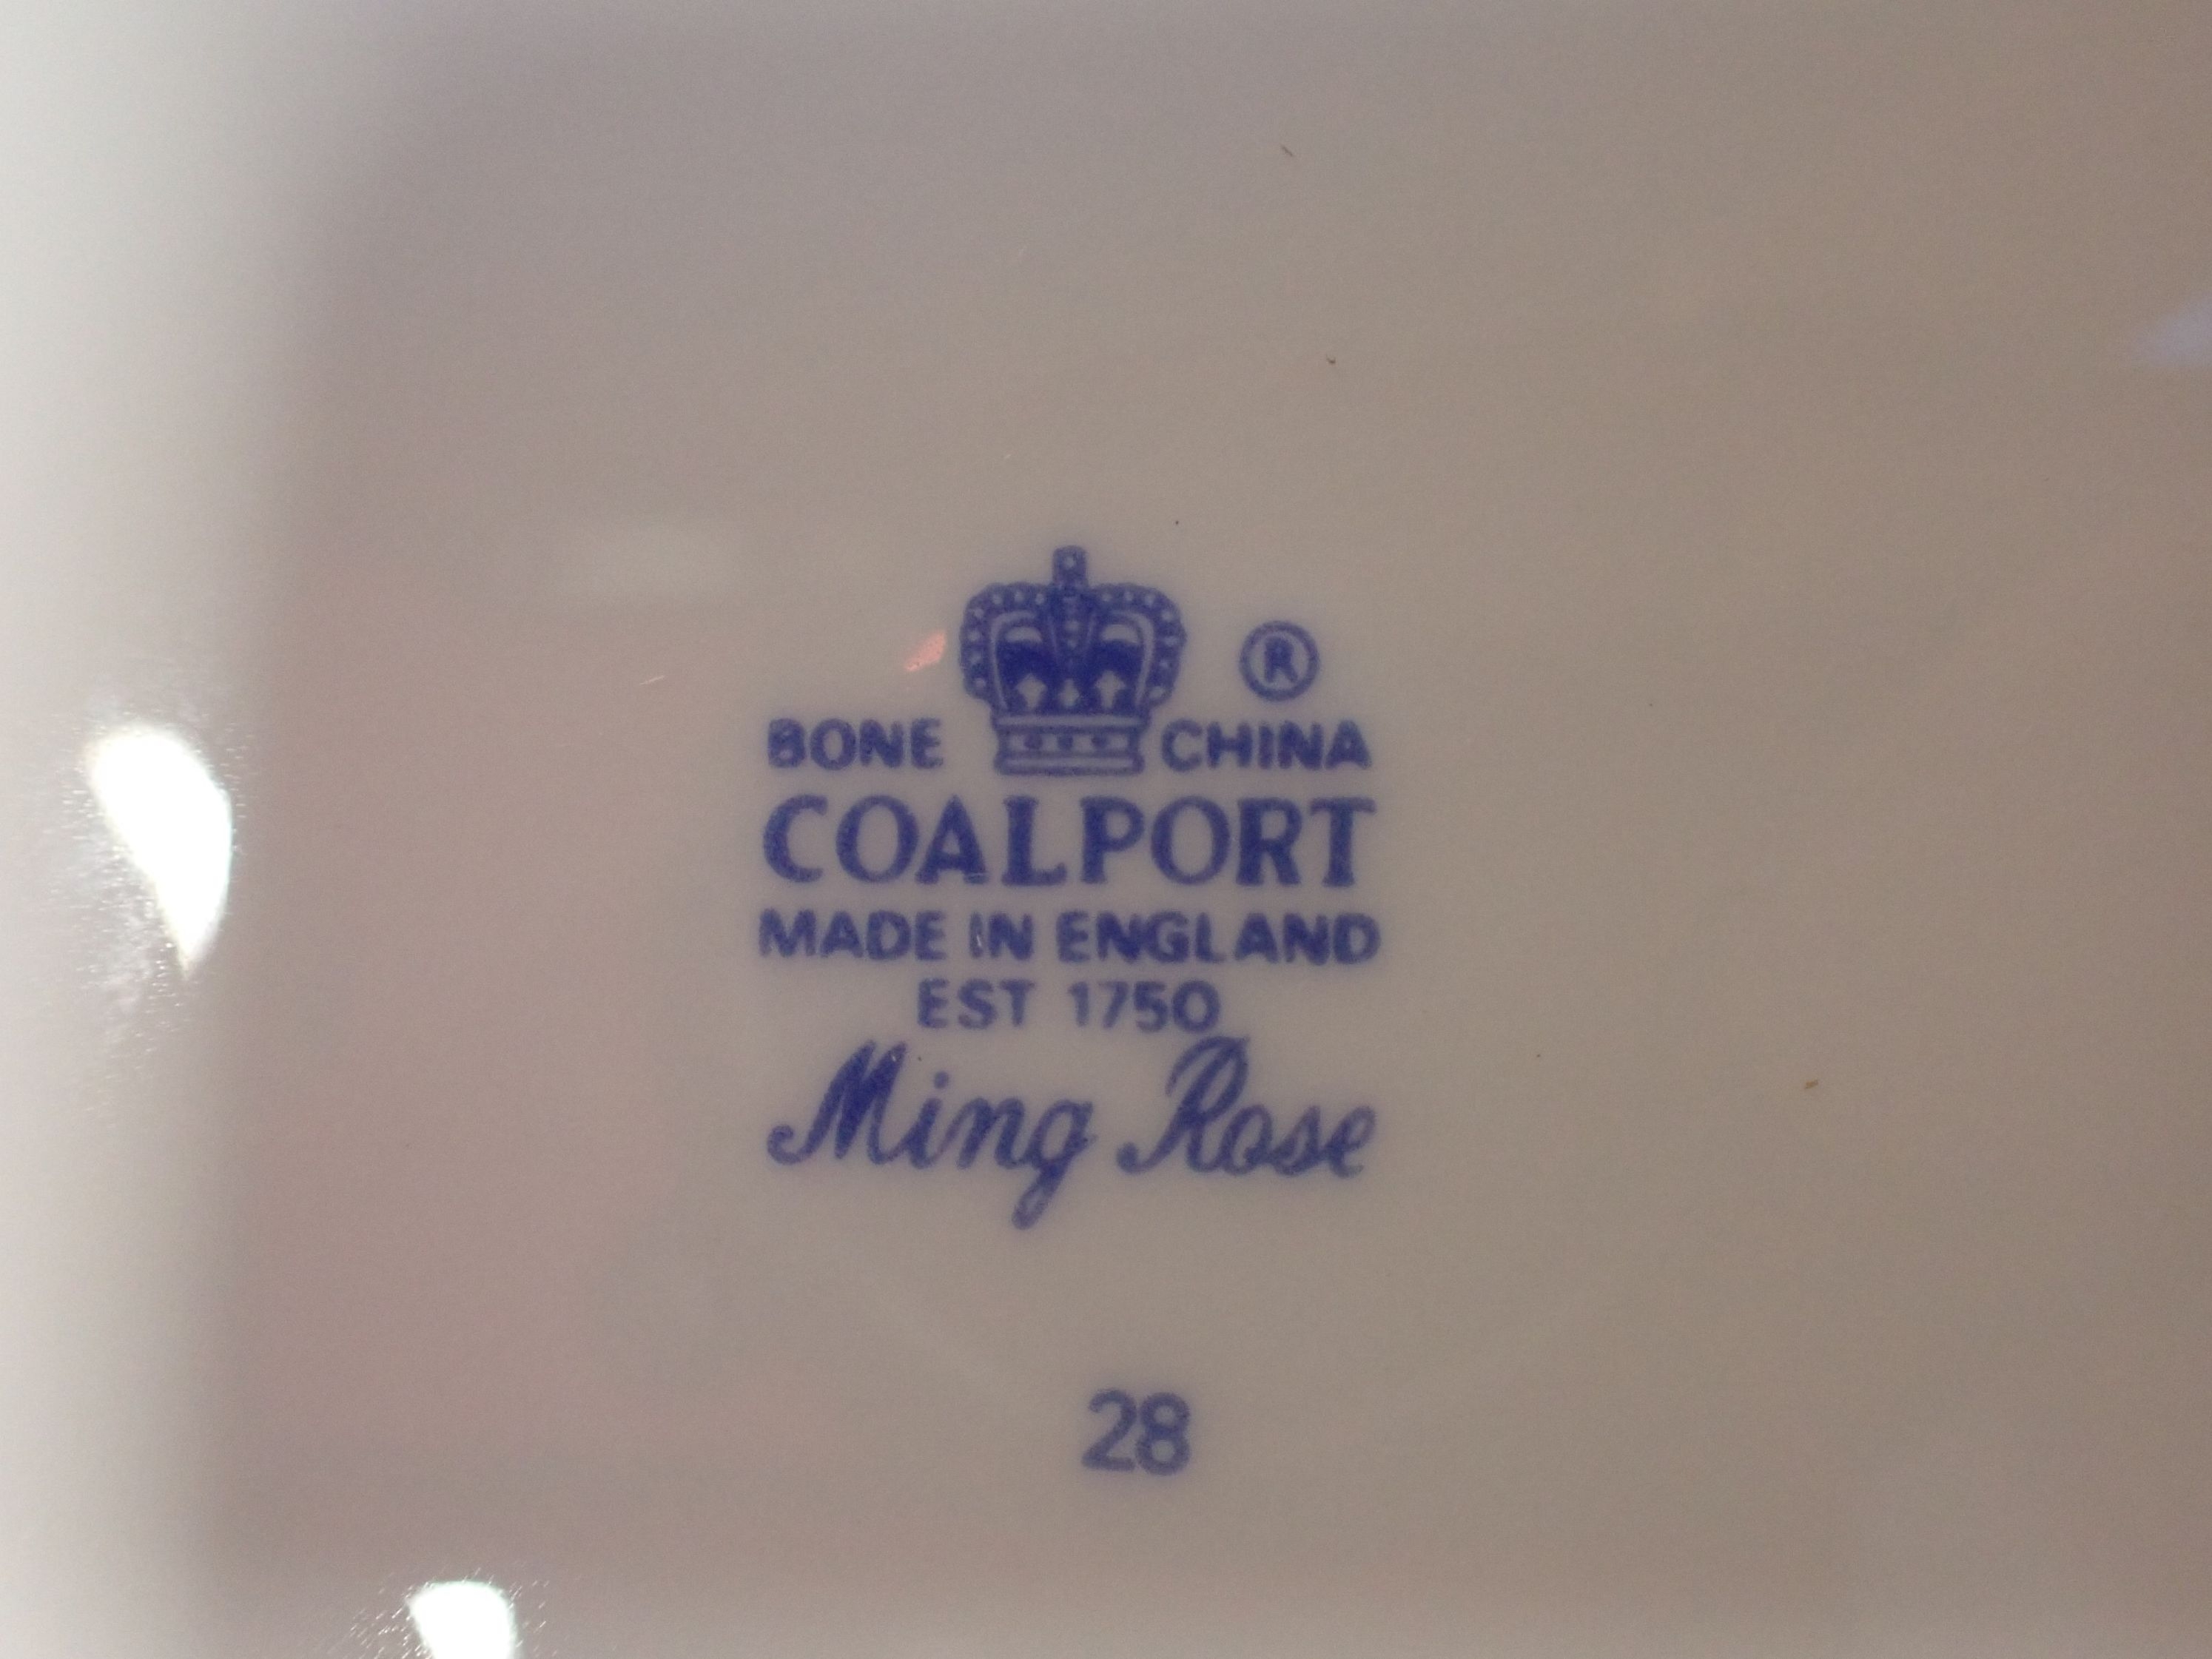 ®
BONE CHINA
COALPORT
MADE IN ENGLAND
EST 1750
Ming Rose
28